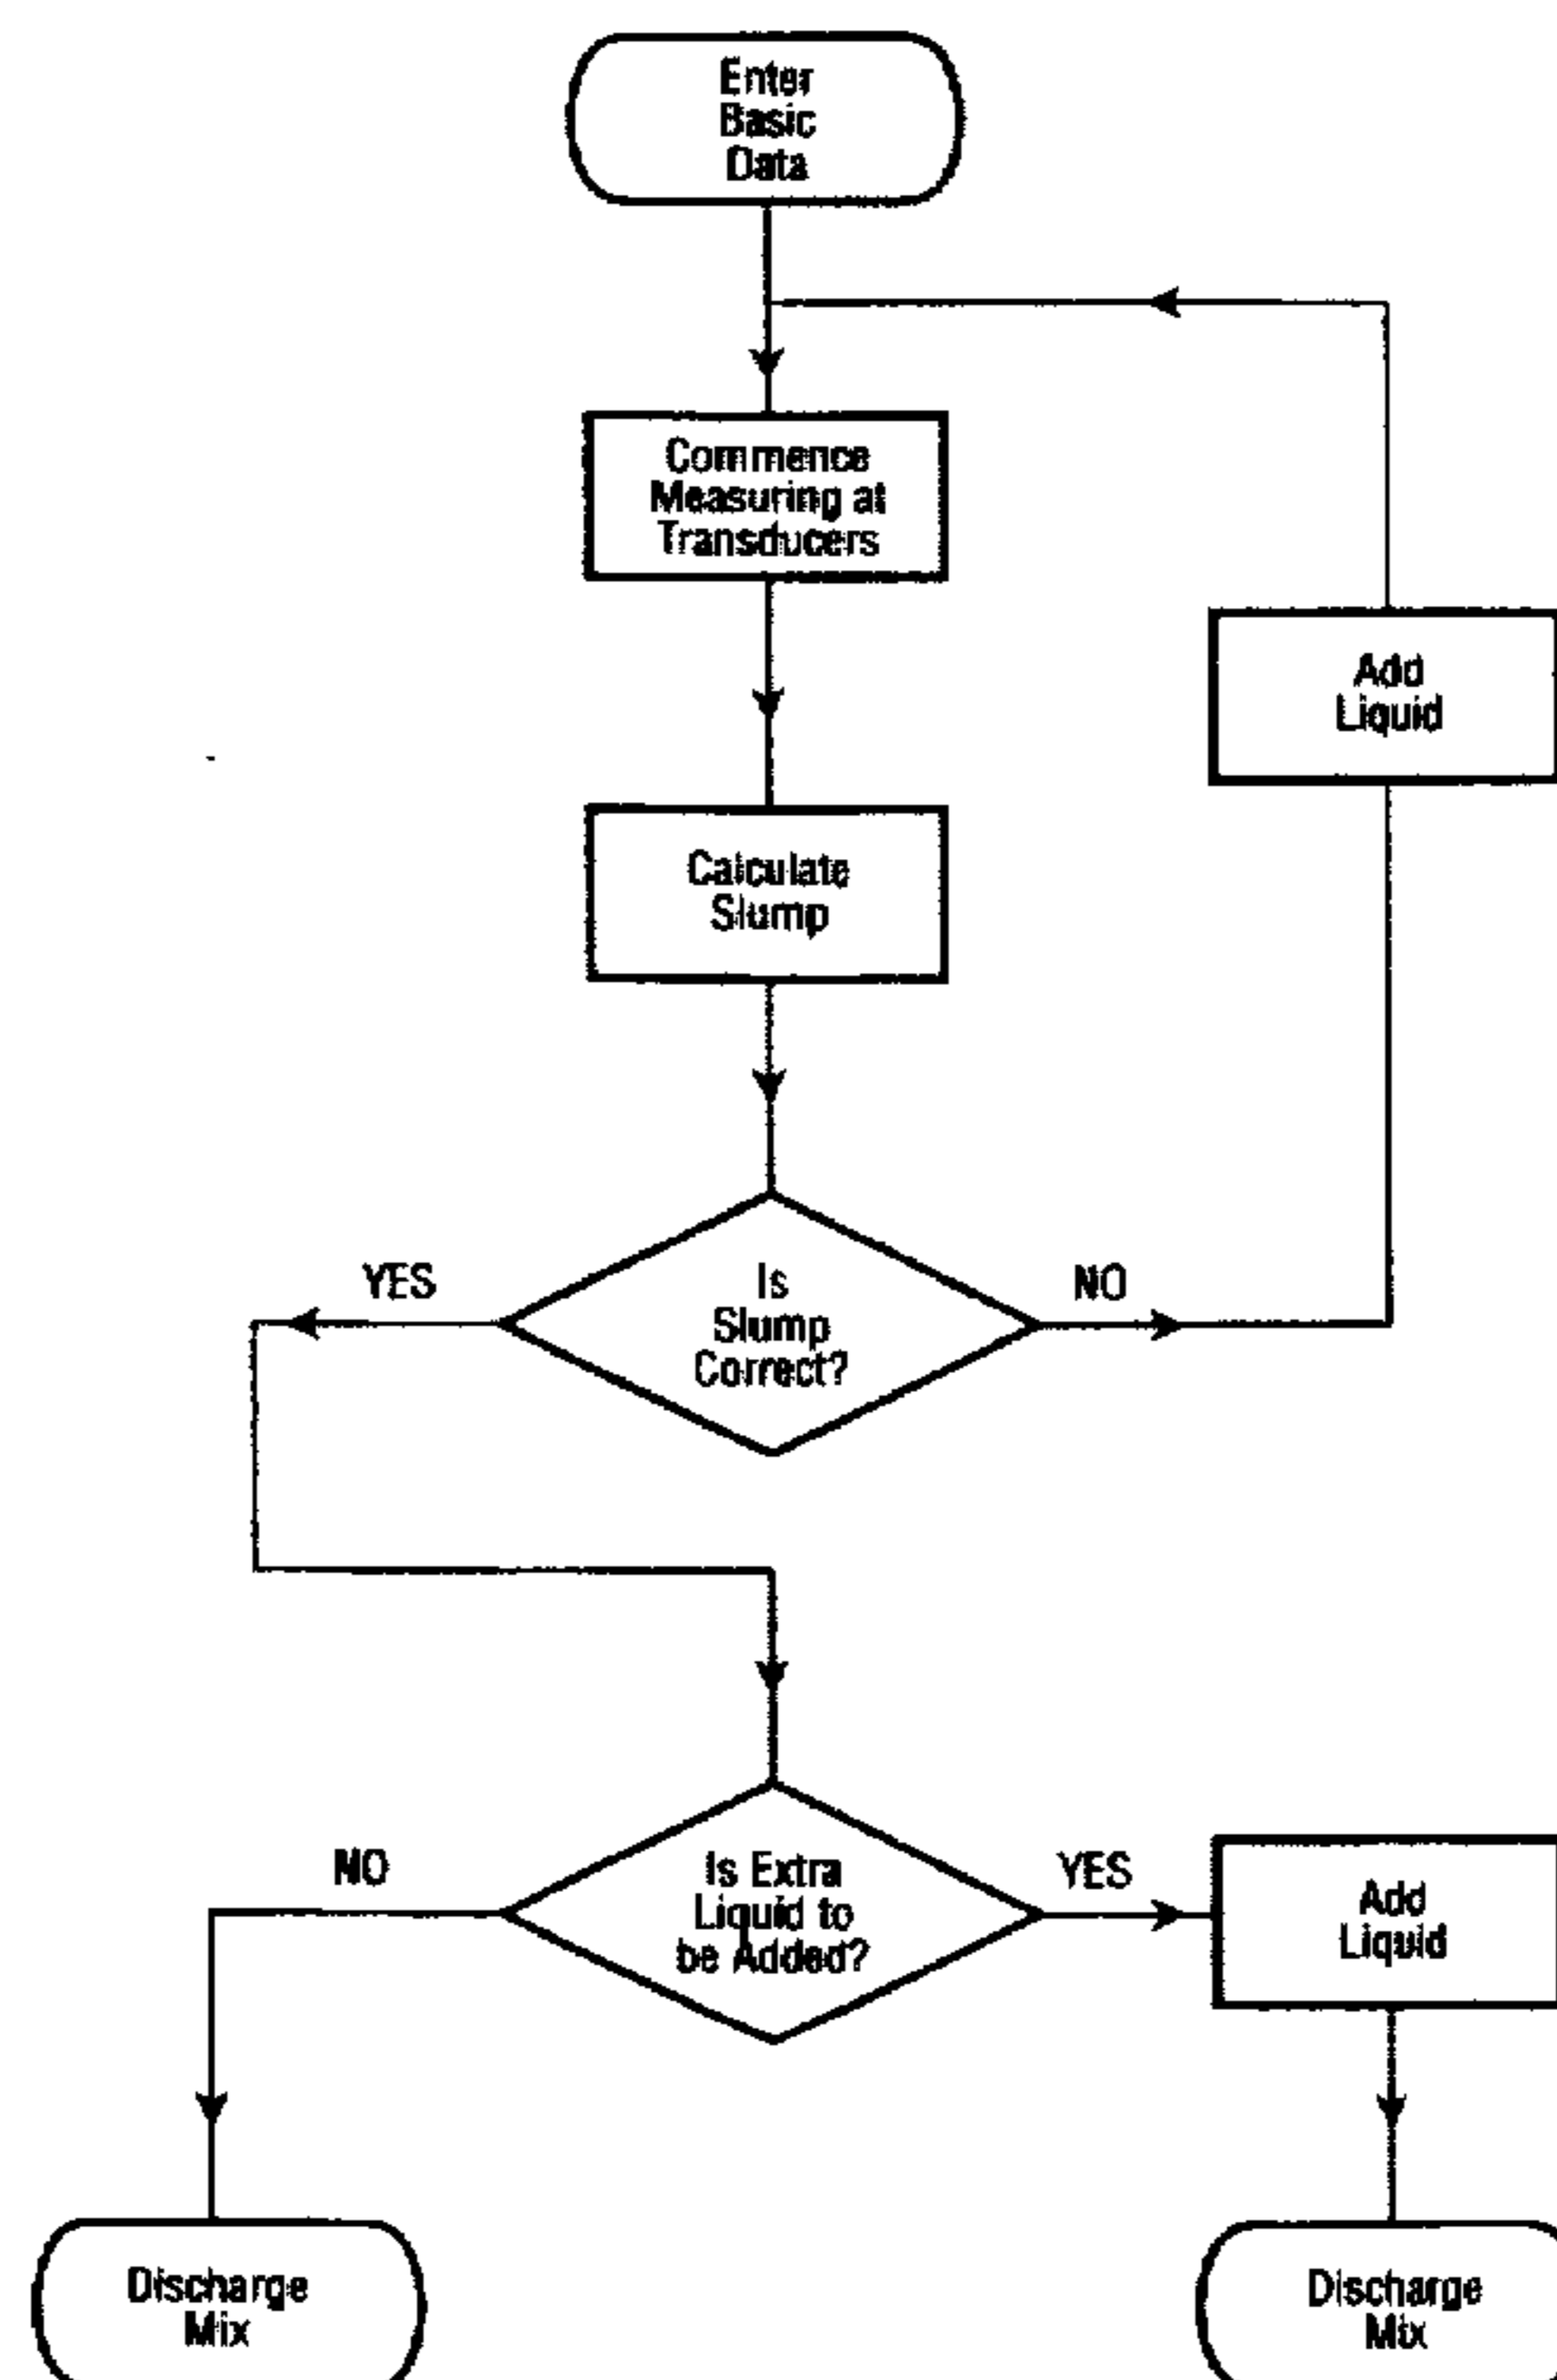 Enter
Basic
Data
Commence
Measuring at
Transducers
Add
Liquid
Calculate
Slump
YES
Is
Slump
Correct?
NO
NO
Is Extra
Liquid to
be Added?
YES
Add
Liquid
Discharge
Mix
Discharge
Mix